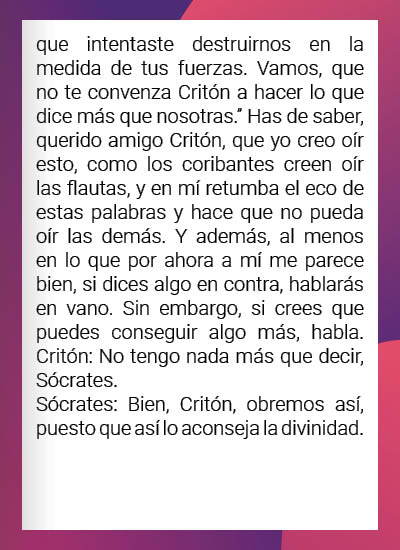 que intentaste destruirnos en la
medida de tus fuerzas. Vamos, que
no te convenza Critón a hacer lo que
dice más que nosotras.” Has de saber,
querido amigo Critón, que yo creo oír
esto, como los coribantes creen oír
las flautas, y en mí retumba el eco de
estas palabras y hace que no pueda
oír las demás. Y además, al menos
en lo que por ahora a mí me parece
bien, si dices algo en contra, hablarás
en vano. Sin embargo, si crees que
puedes conseguir algo más, habla.
Critón: No tengo nada más que decir,
Sócrates.
Sócrates: Bien, Critón, obremos así,
puesto que así lo aconseja la divinidad.